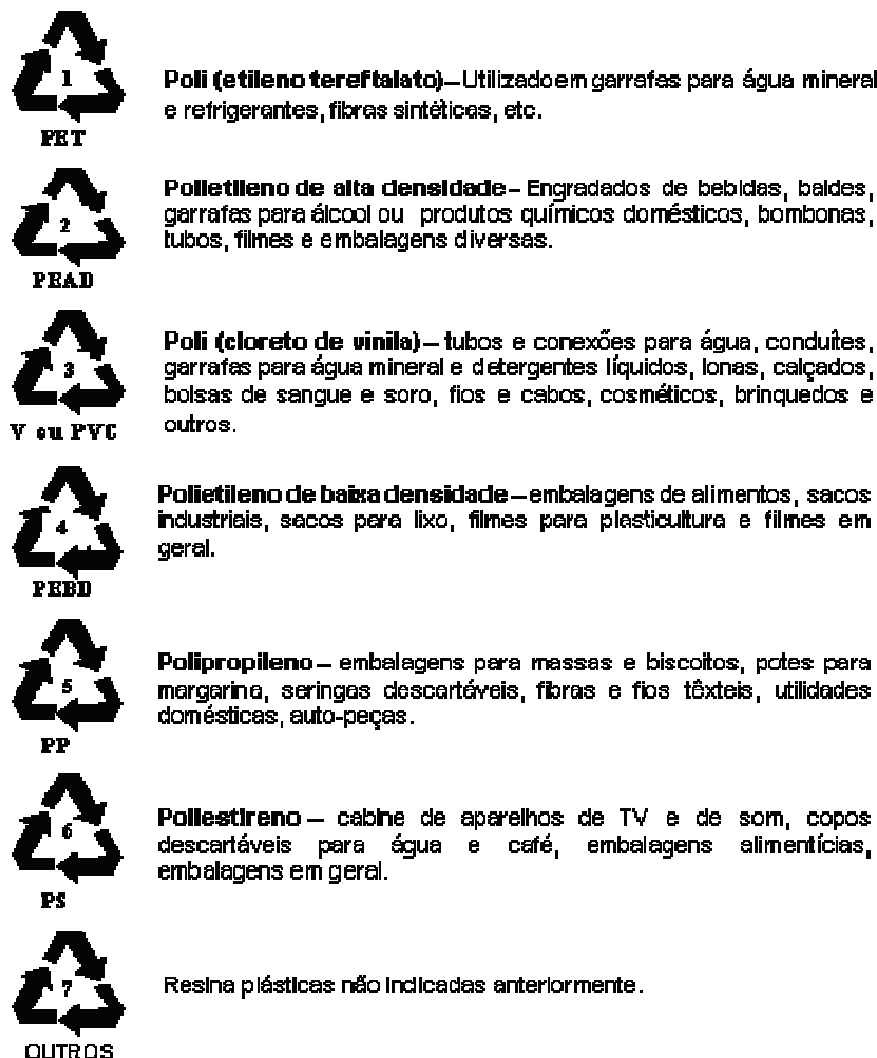 1
PET
Poli (etileno tereftalato)–Utilizado em garrafas para água mineral
e refrigerantes, fibras sintéticas, etc.
2
PEAD
Polietileno de alta densidade– Engradados de bebidas, baldes,
garrafas para álcool ou produtos químicos domésticos, bombonas,
tubos, filmes e embalagens diversas.
3
V ou PVC
Poli (cloreto de vinila)– tubos e conexões para água, conduítes,
garrafas para água mineral e detergentes líquidos, lonas, calçados,
bolsas de sangue e soro, fios e cabos, cosméticos, brinquedos e
outros.
4
PEBD
Polietileno de baixa densidade–embalagens de alimentos, sacos
industriais, sacos para lixo, filmes para plasticultura e filmes em
geral.
5
PP
Polipropileno– embalagens para massas e biscoitos, potes para
margarina, seringas descartáveis, fibras e fios têxteis, utilidades
domésticas, auto-peças.
6
PS
Poliestireno– cabine de aparelhos de TV e de som, copos
descartáveis para água e café, embalagens alimentícias,
embalagens em geral.
7
OUTROS
Resina plásticas não indicadas anteriormente.